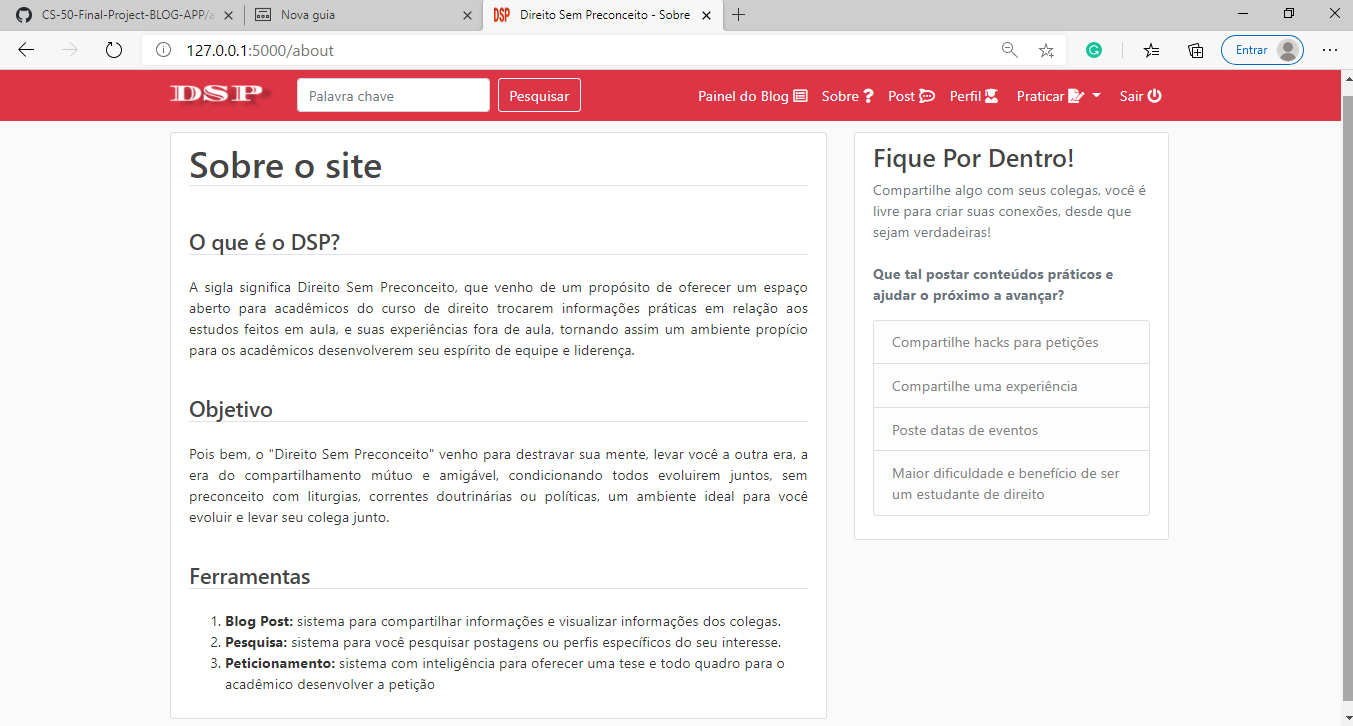 CS-50-Final-Project-BLOG-APP/a
Nova guia
DSP Direito Sem Preconceito - Sobre
127.0.0.1:5000/about
Entrar
DSP
Palavra chave
Pesquisar
Painel do Blog
Sobre
Post
Perfil
Praticar
Sair
Sobre o site
O que é o DSP?
A sigla significa Direito Sem Preconceito, que venho de um propósito de oferecer um espaço
aberto para acadêmicos do curso de direito trocarem informações práticas em relação aos
estudos feitos em aula, e suas experiências fora de aula, tornando assim um ambiente propício
para os acadêmicos desenvolverem seu espírito de equipe e liderença.
Objetivo
Pois bem, o "Direito Sem Preconceito" venho para destravar sua mente, levar você a outra era, a
era do compartilhamento mútuo e amigável, condicionando todos evoluirem juntos, sem
preconceito com liturgias, correntes doutrinárias ou políticas, um ambiente ideal para você
evoluir e levar seu colega junto.
Ferramentas
1. Blog Post: sistema para compartilhar informações e visualizar informações dos colegas.
2. Pesquisa: sistema para você pesquisar postagens ou perfis específicos do seu interesse.
3. Peticionamento: sistema com inteligência para oferecer uma tese e todo quadro para o
acadêmico desenvolver a petição
Fique Por Dentro!
Compartilhe algo com seus colegas, você é
livre para criar suas conexões, desde que
sejam verdadeiras!
Que tal postar conteúdos práticos e
ajudar o próximo a avançar?
Compartilhe hacks para petições
Compartilhe uma experiência
Poste datas de eventos
Maior dificuldade e benefício de ser
um estudante de direito